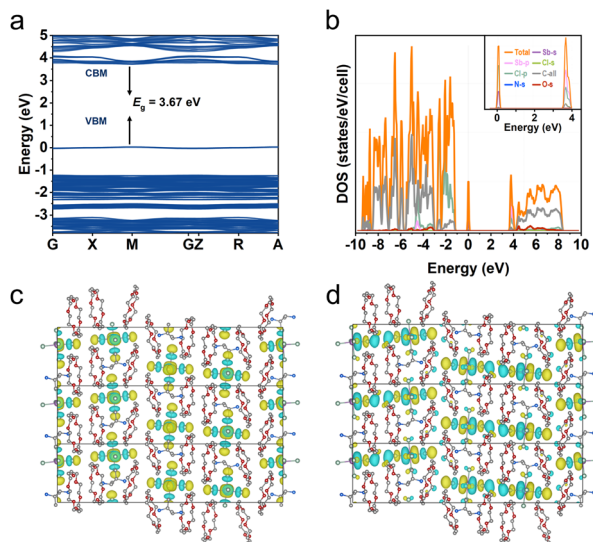 a
5
4
3
2
1
0
-1
-2
-3
Energy (eV)
CBM
Eg = 3.67 eV
VBM
G X M GZ R A
b
DOS (states/eV/cell)
Total Sb-s
Sb-p Cl-s
Cl-p C-all
N-s O-s
0 2 4
Energy (eV)
-10 -8 -6 -4 -2 0 2 4 6 8 10
Energy (eV)
c
d